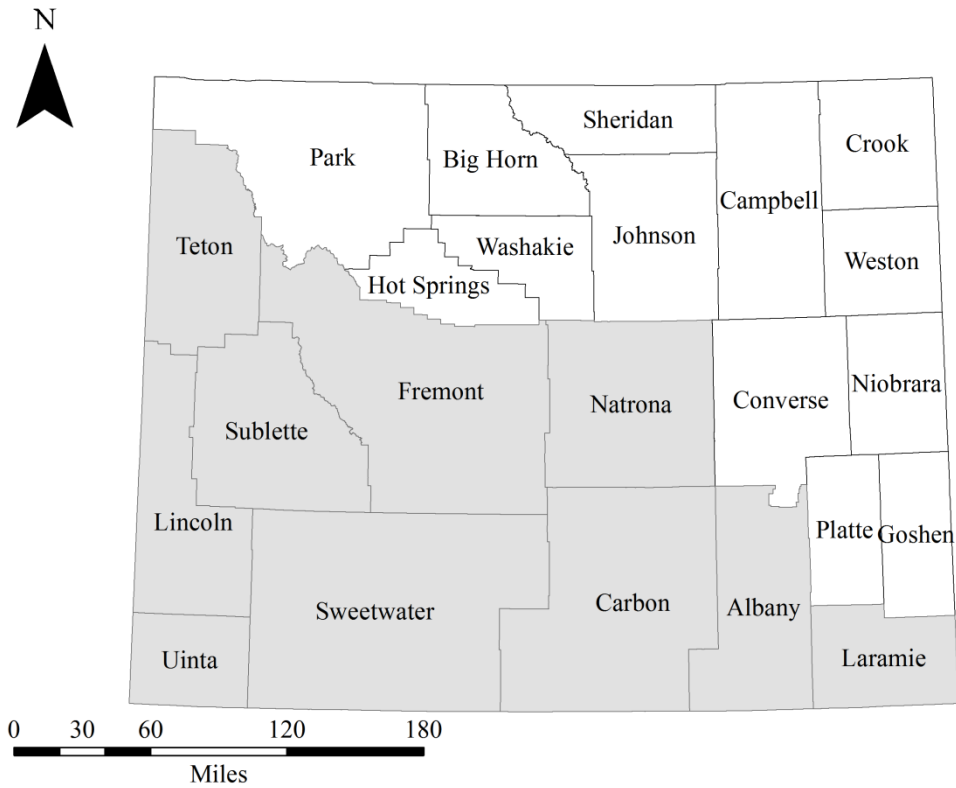 N
Sheridan
Crook
Park
Big Horn
Campbell
Teton
Washakie
Johnson
Weston
Hot Springs
Fremont
Natrona
Converse
Niobrara
Sublette
Lincoln
Platte
Goshen
Sweetwater
Carbon
Albany
Uinta
Laramie
0 30 60 120 180
Miles